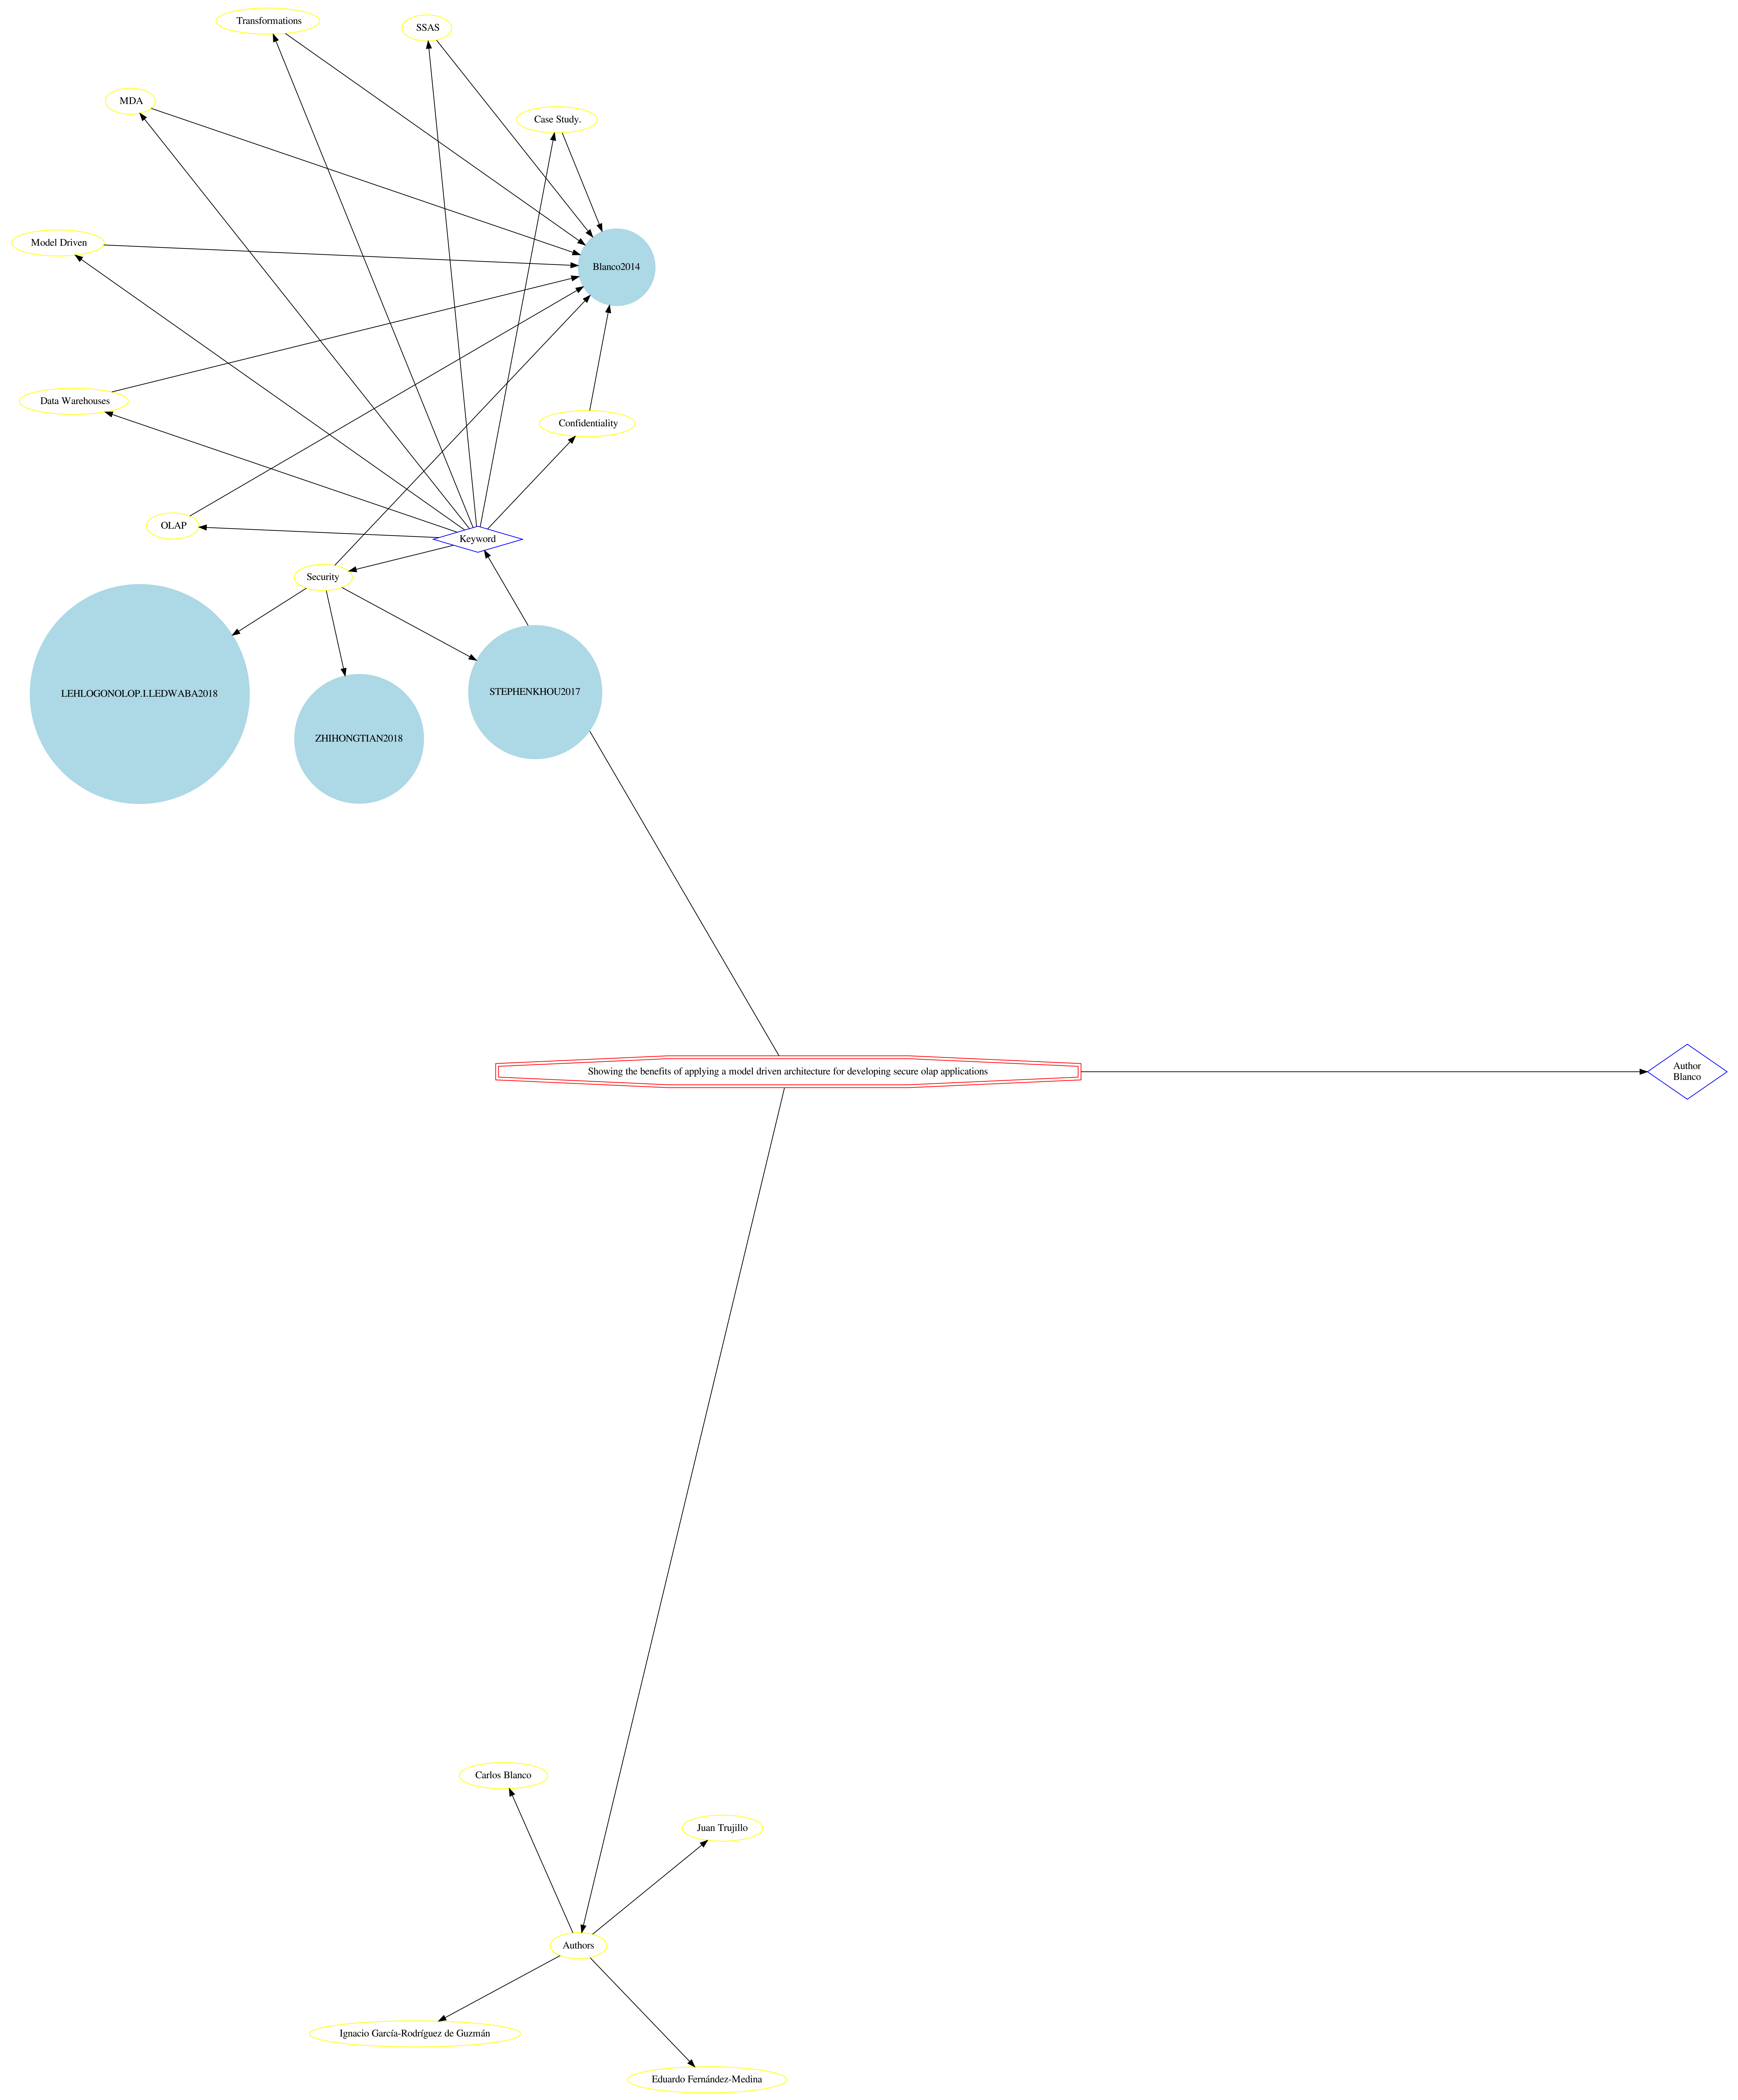 Transformations
SSAS
MDA
Case Study.
Model Driven
Blanco2014
Data Warehouses
Confidentiality
OLAP
Keyword
Security
LEHLOGONOLOP.I.LEDWABA2018
STEPHENKHOU2017
ZHIHONGTIAN2018
Showing the benefits of applying a model driven architecture for developing secure olap applications
Author
Blanco
Carlos Blanco
Juan Trujillo
Authors
Ignacio García-Rodríguez de Guzmán
Eduardo Fernández-Medina